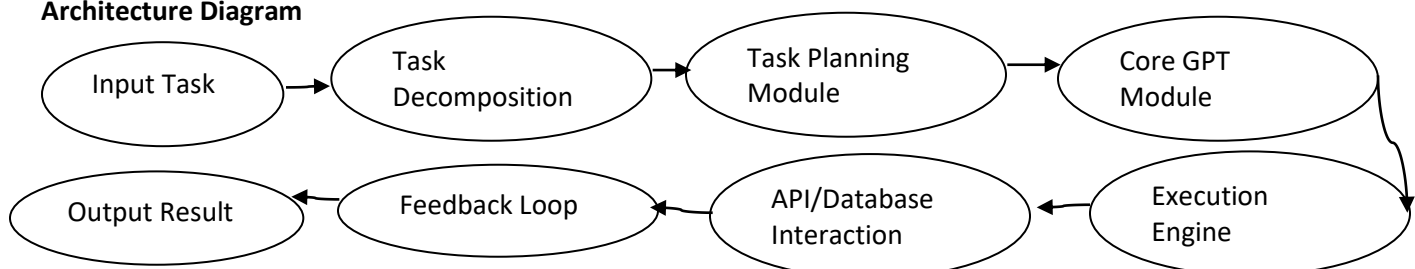 Architecture Diagram
Input Task
Task
Decomposition
Task Planning
Module
Core GPT
Module
Output Result
Feedback Loop
API/Database
Interaction
Execution
Engine